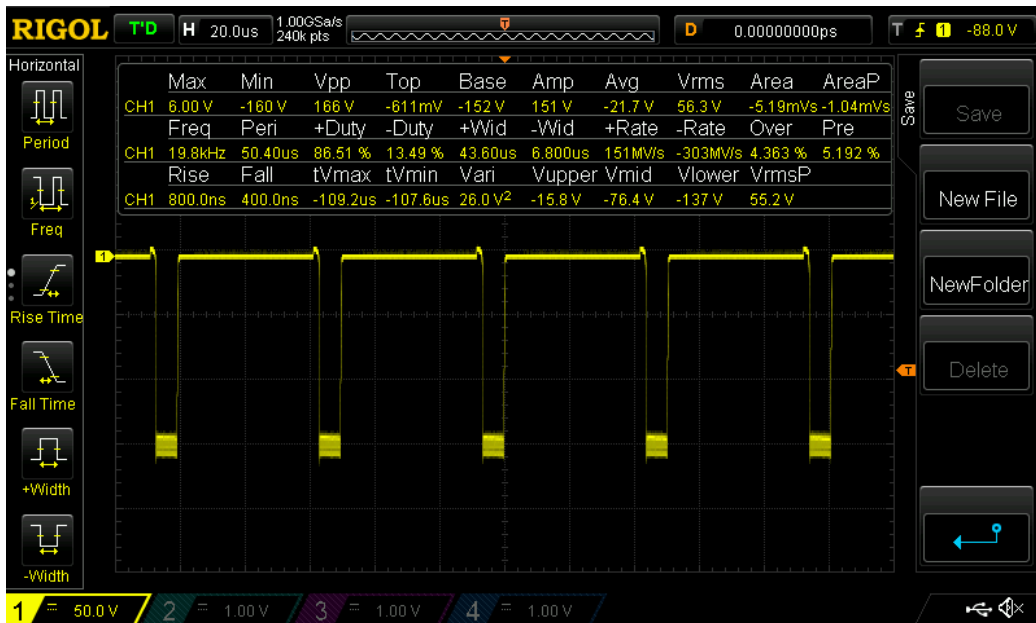 RIGOL T'D H 20.0us 1.00GSa/s 240k pts D 0.00000000ps T 1 -88.0 V
Horizontal
Period
Freq
Rise Time
Fall Time
+Width
-Width
Max Min Vpp Top Base Amp Avg Vrms Area AreaP
CH1 6.00 V -160 V 166 V -611mV -152 V 151 V -21.7 V 56.3 V -5.19mVs -1.04mVs
Freq Peri +Duty -Duty +Wid -Wid +Rate -Rate Over Pre
CH1 19.8kHz 50.40us 86.51 % 13.49 % 43.60us 6.800us 151MV/s -303MV/s 4.363 % 5.192 %
Rise Fall tVmax tVmin Vari Vupper Vmid Vlower VrmsP
CH1 800.0ns 400.0ns -109.2us -107.6us 26.0 V² -15.8 V -76.4 V -137 V 55.2 V
1
T
Save
Save
New File
NewFolder
Delete
1 50.0 V 2 1.00 V 3 1.00 V 4 1.00 V